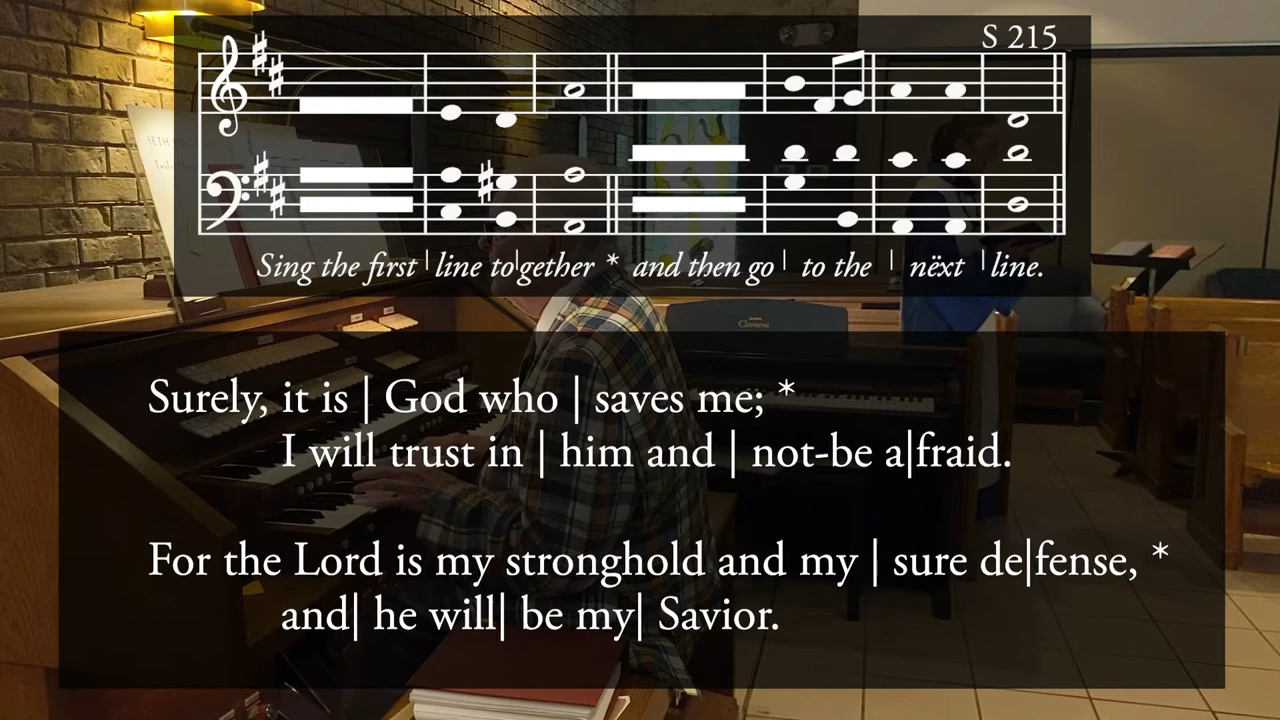 S 215
Sing the first | line to|gether * and then go | to the | nëxt | line.
Surely, it is | God who | saves me; *
I will trust in | him and | not-be a|fraid.
For the Lord is my stronghold and my | sure de|fense, *
and| he will| be my| Savior.
Clavinova